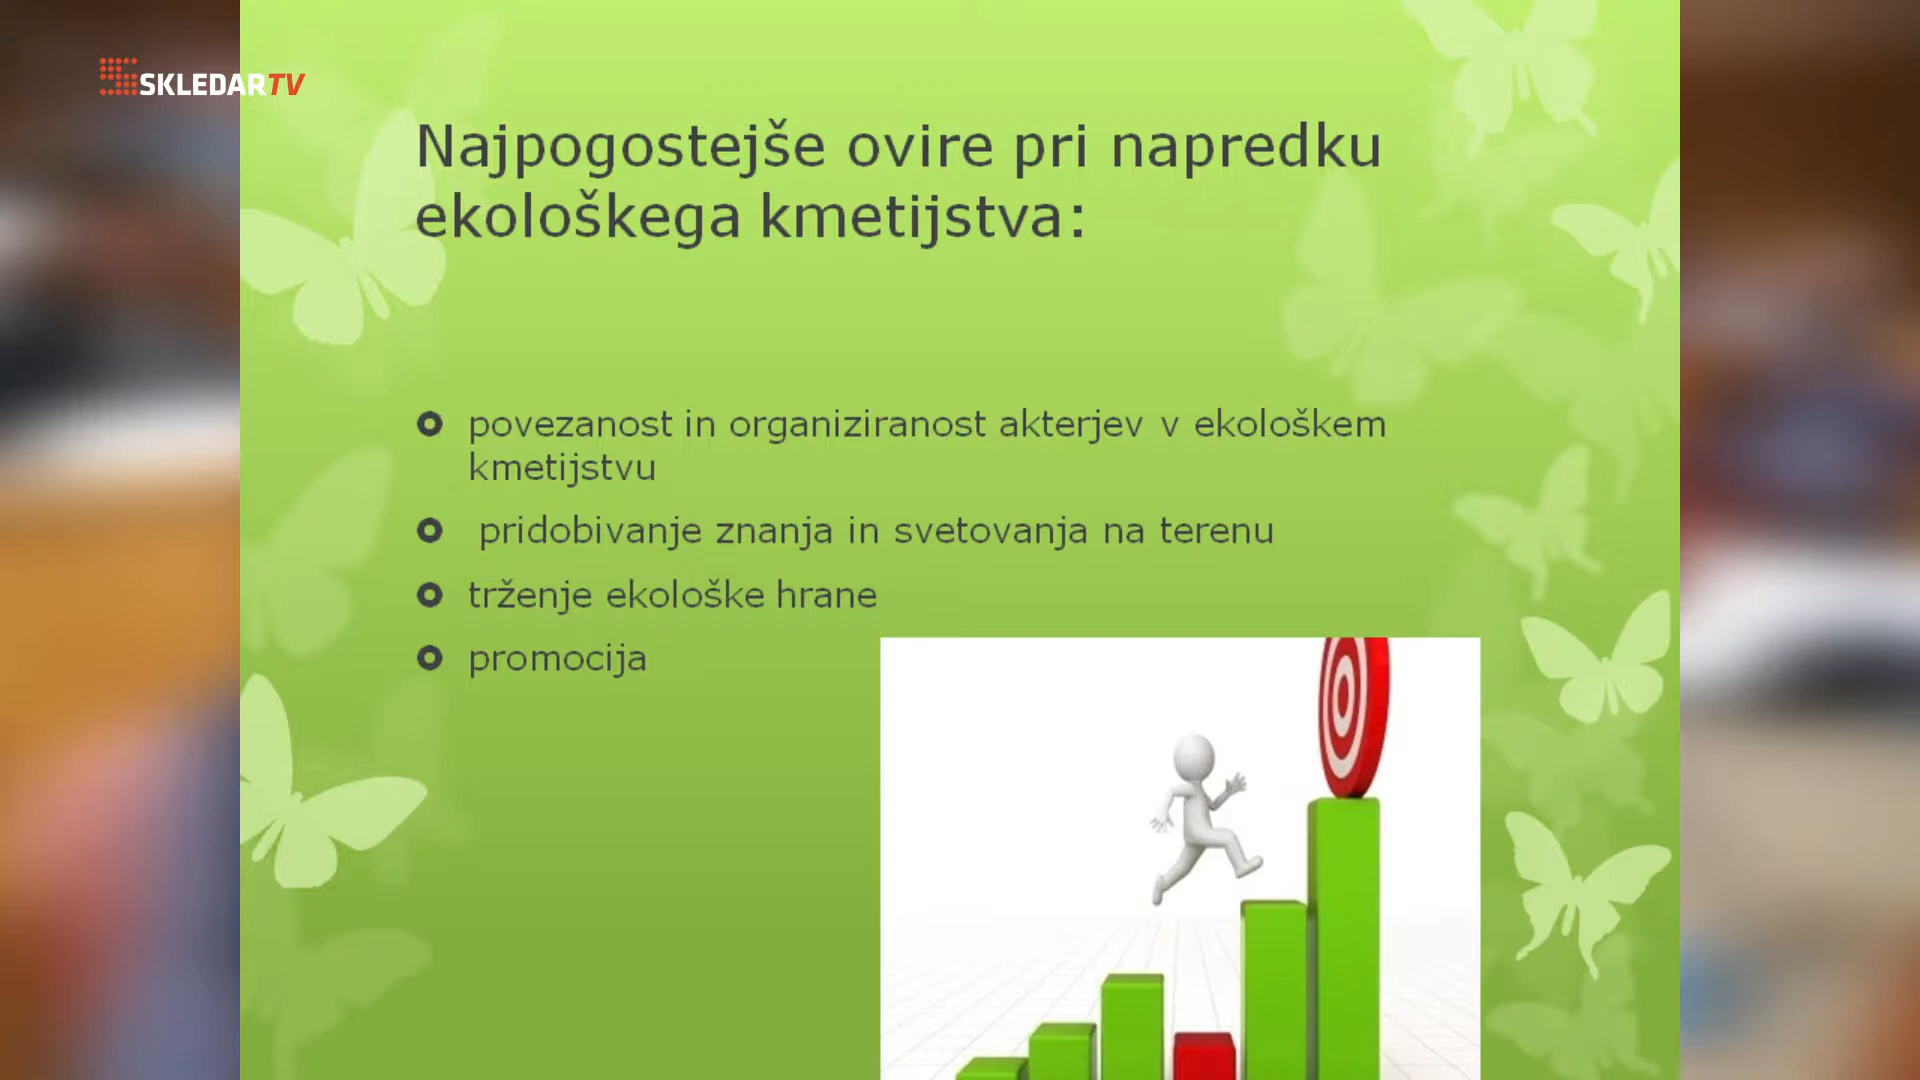 SKLEDARTV
Najpogostejše ovire pri napredku
ekološkega kmetijstva:
povezanost in organiziranost akterjev v ekološkem
kmetijstvu
pridobivanje znanja in svetovanja na terenu
trženje ekološke hrane
promocija